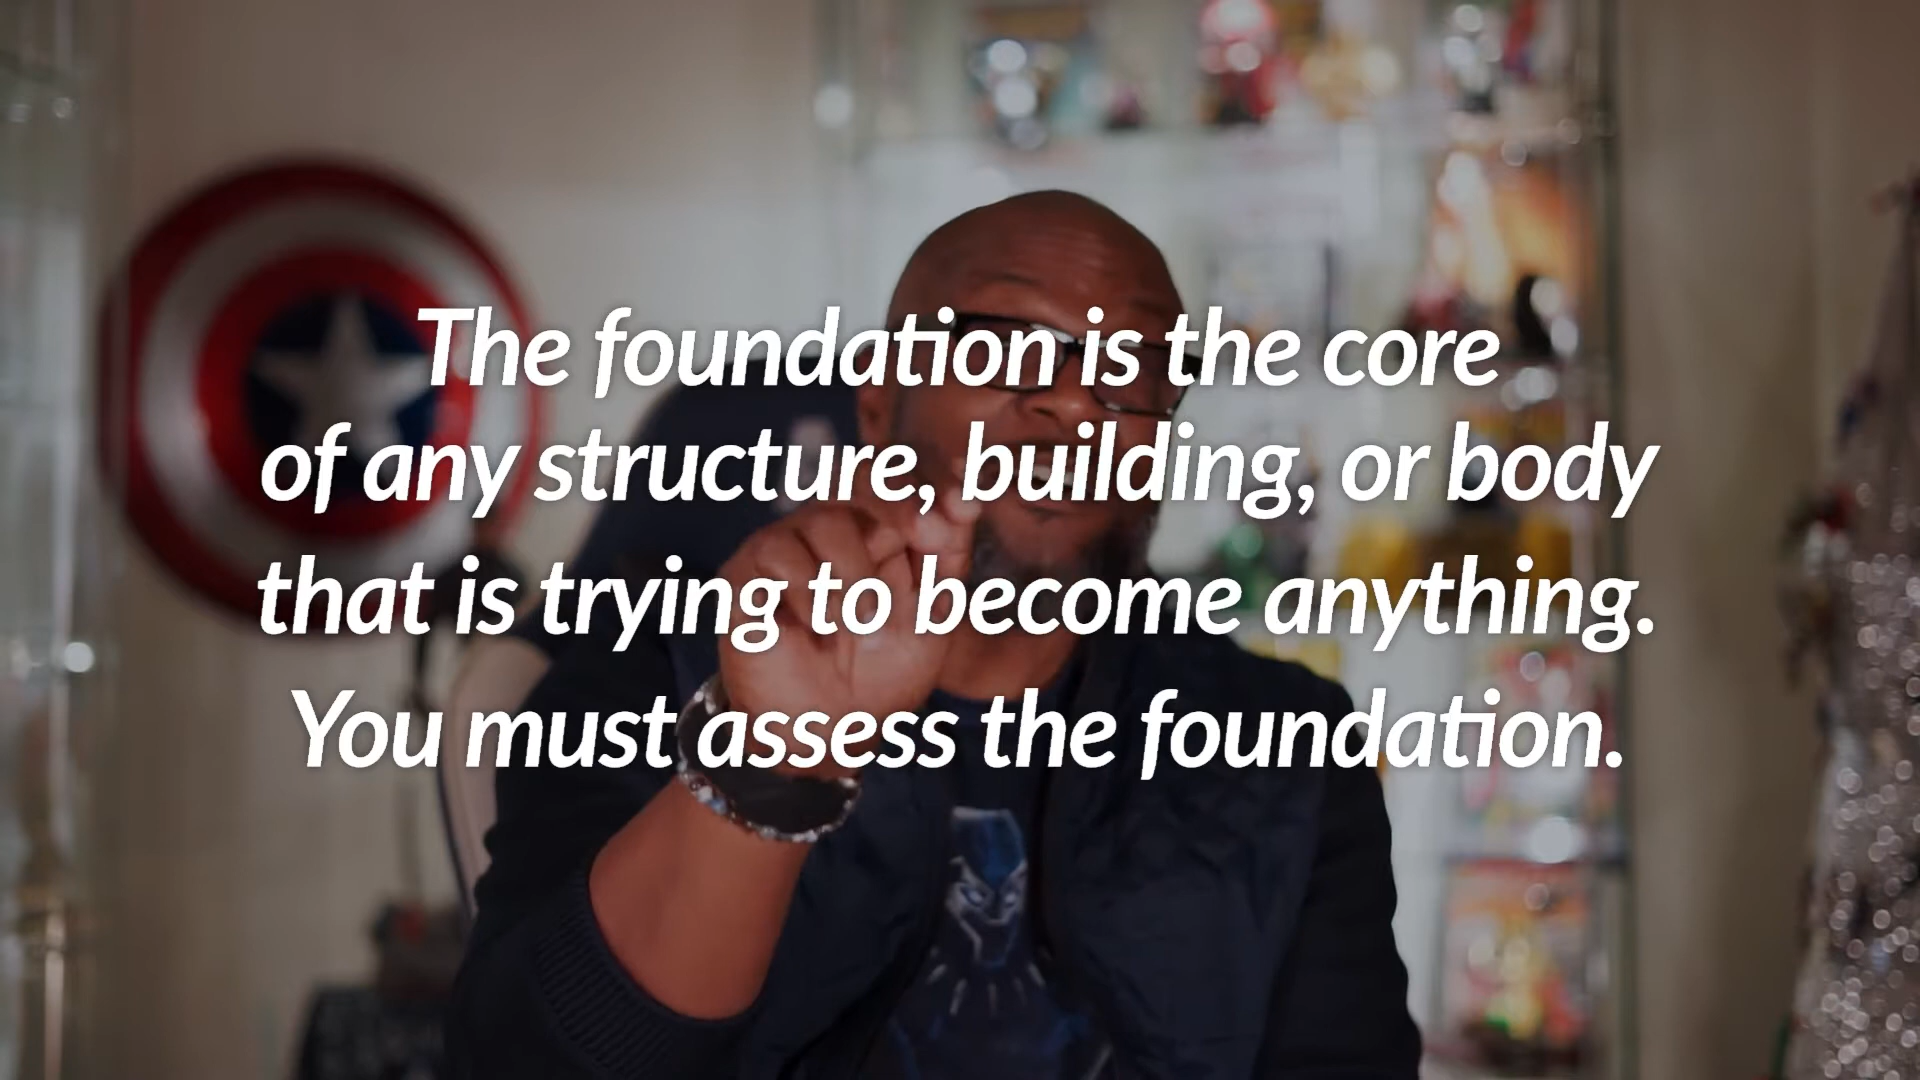 The foundation is the core
of any structure, building, or body
that is trying to become anything.
You must assess the foundation.